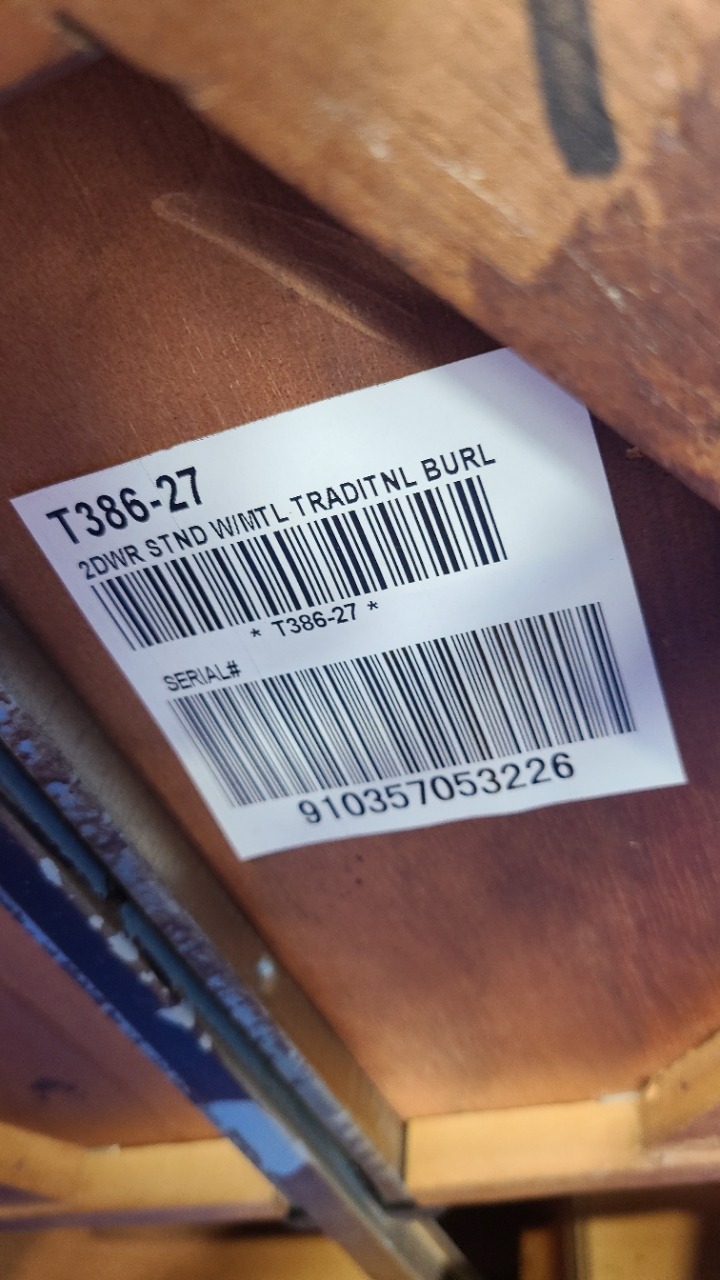 T386-27
2DWR STND W/MTL TRADITNL BURL
* T386-27 *
SERIAL#
910357053226